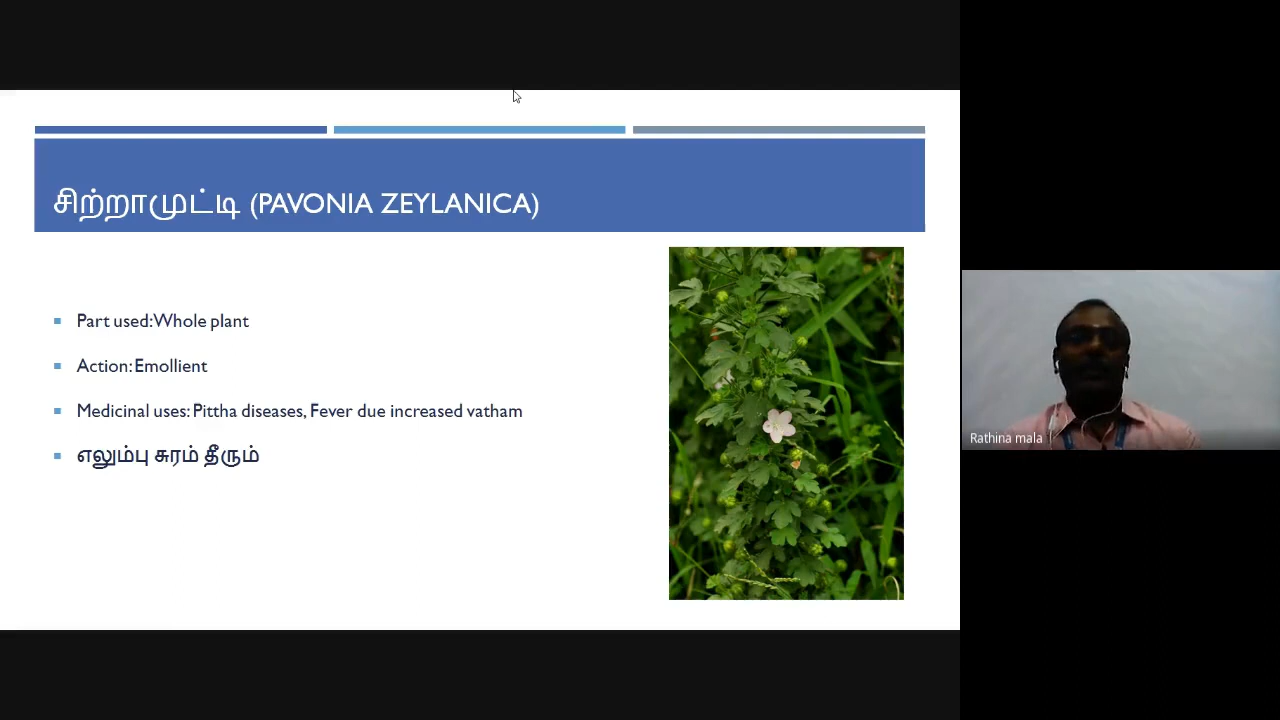 சிற்றாமுட்டி (PAVONIA ZEYLANICA)
Part used: Whole plant
Action: Emollient
Medicinal uses: Pittha diseases, Fever due increased vatham
எலும்பு சுரம் தீரும்
Rathina mala